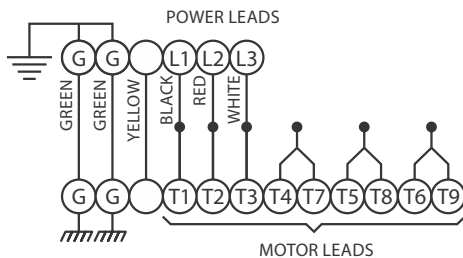 POWER LEADS
G G L1 L2 L3
GREEN GREEN YELLOW BLACK RED WHITE
G G T1 T2 T3 T4 T7 T5 T8 T6 T9
MOTOR LEADS